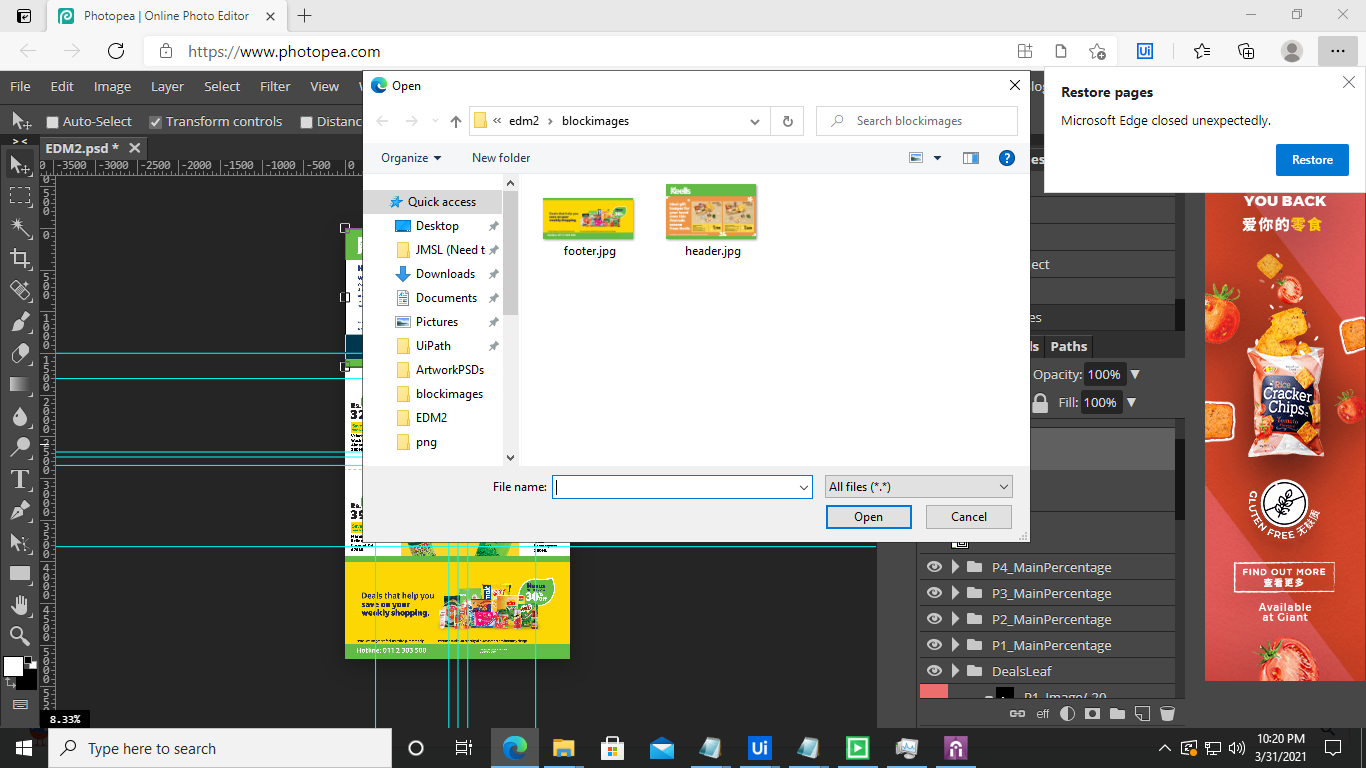 Photopea | Online Photo Editor
https://www.photopea.com
Restore pages
Microsoft Edge closed unexpectedly.
Restore
File Edit Image Layer Select Filter View
Auto-Select Transform controls Distanc
EDM2.psd *
-3500 -3000 -2500 -2000 -1500 -1000 -500 0
Open
edm2 blockimages
Search blockimages
Organize New folder
Quick access
Desktop
JMSL (Need t
Downloads
Documents
Pictures
UiPath
ArtworkPSDs
blockimages
EDM2
png
footer.jpg
header.jpg
Keells
File name:
All files (*.*)
Open
Cancel
ect
es
ls Paths
Opacity: 100%
Fill: 100%
P4_MainPercentage
P3_MainPercentage
P2_MainPercentage
P1_MainPercentage
DealsLeaf
P1_Image/ 20
eff
Deals that help you
save on your
weekly shopping.
30%
Hotline: 011 2 303 500
8.33%
YOU BACK
爱你的零食
Rice
Cracker
Chips
Tomato
GLUTEN FREE 无麸质
FIND OUT MORE
查看更多
Available
at Giant
Type here to search
10:20 PM
3/31/2021